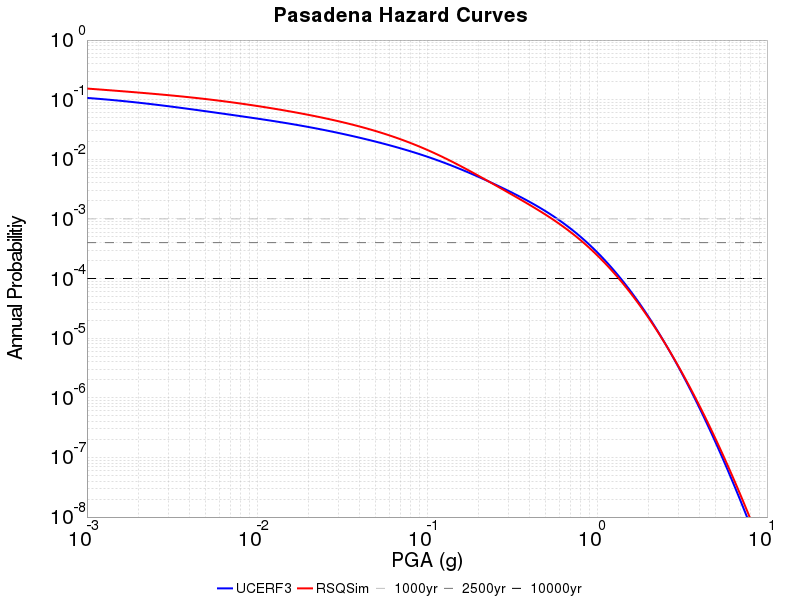 Pasadena Hazard Curves
10^0
10^-1
10^-2
10^-3
10^-4
10^-5
10^-6
10^-7
10^-8
Annual Probabilitiy
10^-3 10^-2 10^-1 10^0 10^1
PGA (g)
UCERF3 RSQSim 1000yr 2500yr 10000yr